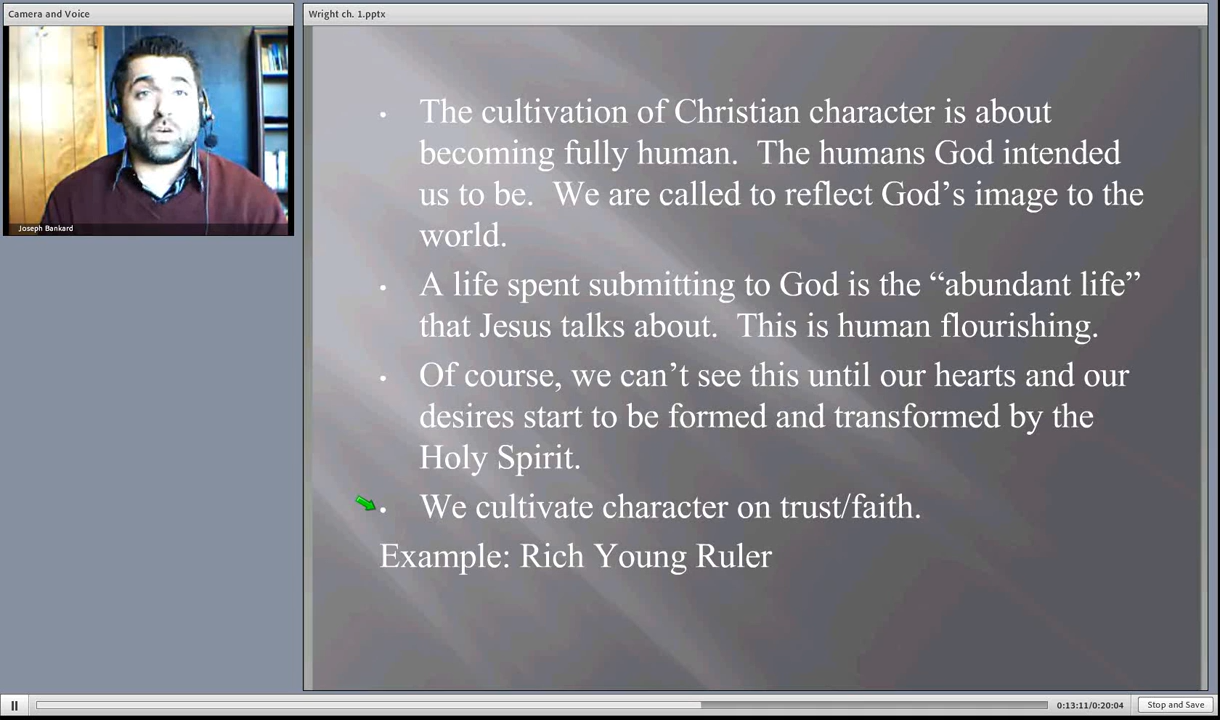 Camera and Voice
Joseph Bankard
Wright ch. 1.pptx
• The cultivation of Christian character is about
becoming fully human.  The humans God intended
us to be.  We are called to reflect God’s image to the
world.
• A life spent submitting to God is the “abundant life”
that Jesus talks about.  This is human flourishing.
• Of course, we can’t see this until our hearts and our
desires start to be formed and transformed by the
Holy Spirit.
• We cultivate character on trust/faith.
Example: Rich Young Ruler
0:13:11/0:20:04
Stop and Save